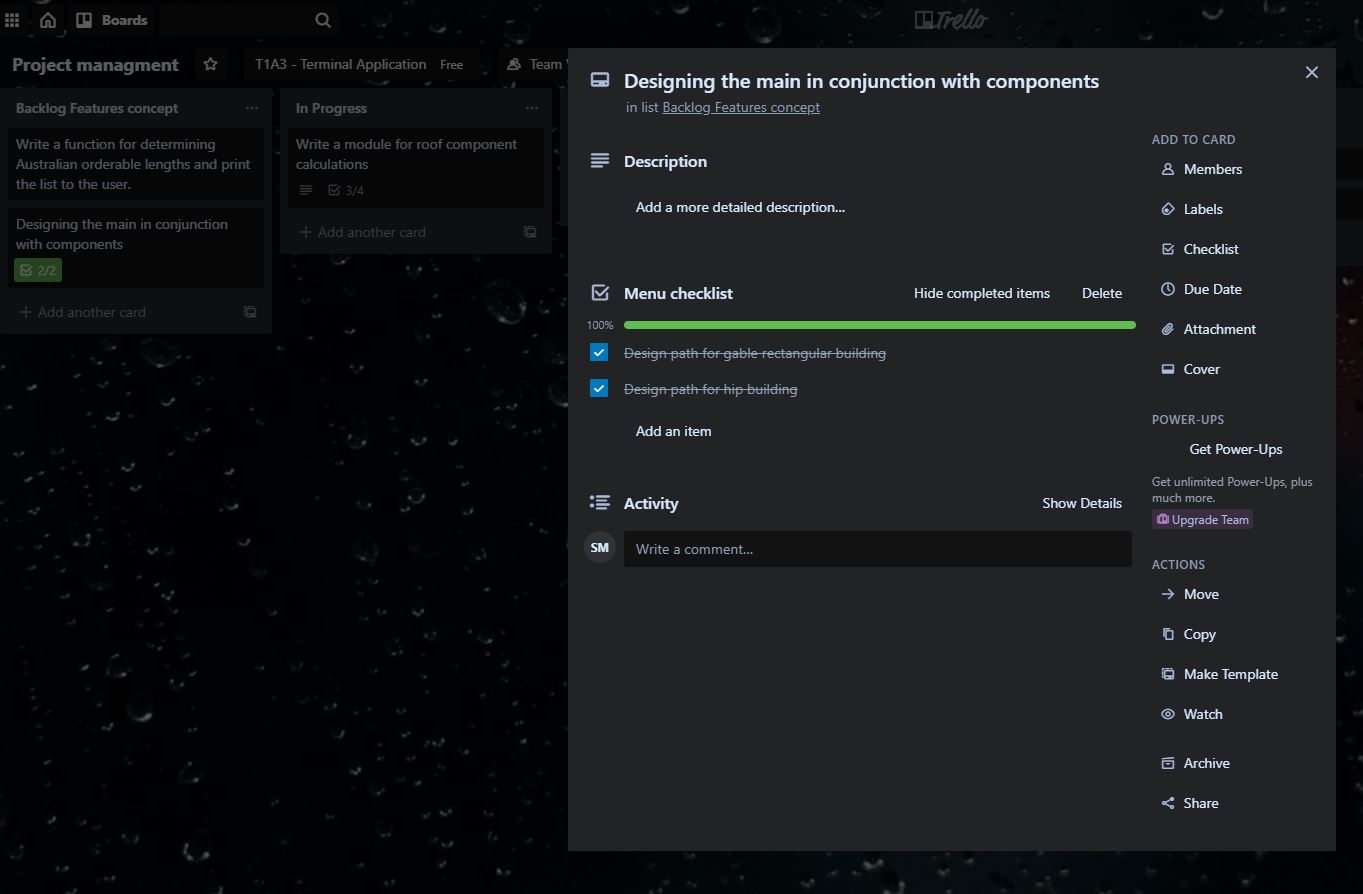 Boards
Trello
Project managment
T1A3 - Terminal Application Free
Team
Backlog Features concept
Write a function for determining
Australian orderable lengths and print
the list to the user.
Designing the main in conjunction
with components
2/2
+ Add another card
In Progress
Write a module for roof component
calculations
3/4
+ Add another card
Designing the main in conjunction with components
in list Backlog Features concept
Description
Add a more detailed description...
Menu checklist
Hide completed items
Delete
100%
Design path for gable rectangular building
Design path for hip building
Add an item
Activity
Show Details
SM
Write a comment...
ADD TO CARD
Members
Labels
Checklist
Due Date
Attachment
Cover
POWER-UPS
Get Power-Ups
Get unlimited Power-Ups, plus
much more.
Upgrade Team
ACTIONS
Move
Copy
Make Template
Watch
Archive
Share